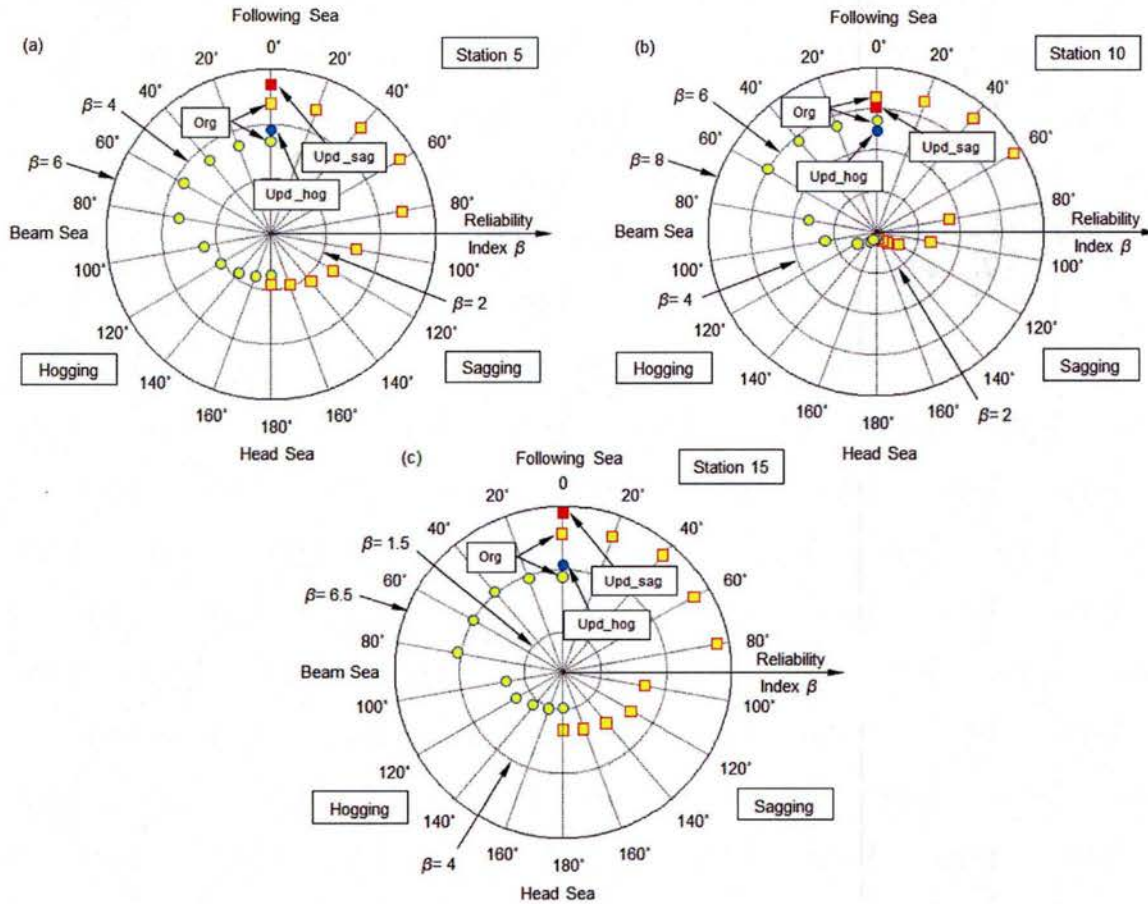 Following Sea
(a)
Station 5
0°
20°
20°
40°
40°
60°
60°
80°
80°
β= 4
β= 6
Org
Upd_sag
Upd_hog
Beam Sea
Reliability
Index β
100°
100°
β= 2
120°
120°
Hogging
Sagging
140°
140°
160°
160°
180°
Head Sea
Following Sea
(b)
Station 10
0°
20°
20°
40°
40°
60°
60°
80°
80°
β= 6
β= 8
Org
Upd_sag
Upd_hog
Beam Sea
Reliability
Index β
100°
100°
β= 4
120°
120°
Hogging
Sagging
140°
140°
160°
160°
β= 2
180°
Head Sea
(c)
Following Sea
Station 15
0
20°
20°
40°
40°
β= 1.5
Org
60°
60°
β= 6.5
Upd_sag
Upd_hog
80°
80°
Beam Sea
Reliability
Index β
100°
100°
120°
120°
Hogging
Sagging
140°
140°
β= 4
160°
160°
180°
Head Sea